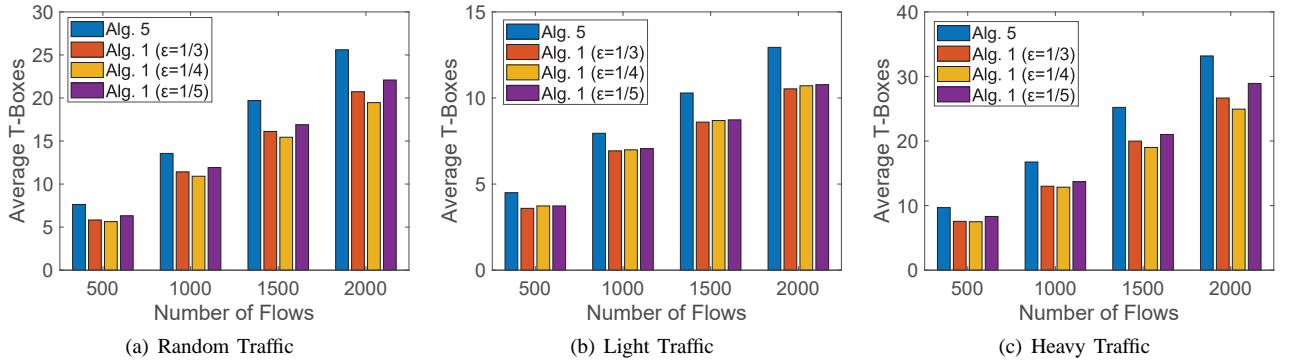 30
25
20
15
10
5
0
Average T-Boxes
Alg. 5
Alg. 1 (ε=1/3)
Alg. 1 (ε=1/4)
Alg. 1 (ε=1/5)
500 1000 1500 2000
Number of Flows
(a) Random Traffic
15
10
5
0
Average T-Boxes
Alg. 5
Alg. 1 (ε=1/3)
Alg. 1 (ε=1/4)
Alg. 1 (ε=1/5)
500 1000 1500 2000
Number of Flows
(b) Light Traffic
40
30
20
10
0
Average T-Boxes
Alg. 5
Alg. 1 (ε=1/3)
Alg. 1 (ε=1/4)
Alg. 1 (ε=1/5)
500 1000 1500 2000
Number of Flows
(c) Heavy Traffic